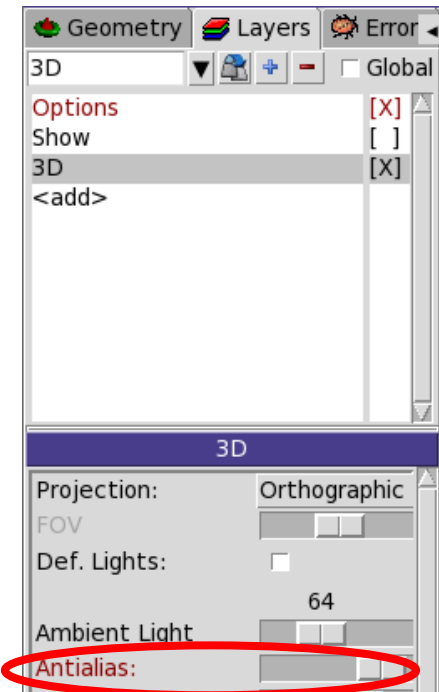 Geometry Layers Error
3D Global
Options [X]
Show [ ]
3D [X]
<add>
3D
Projection: Orthographic
FOV
Def. Lights:
64
Ambient Light
Antialias: